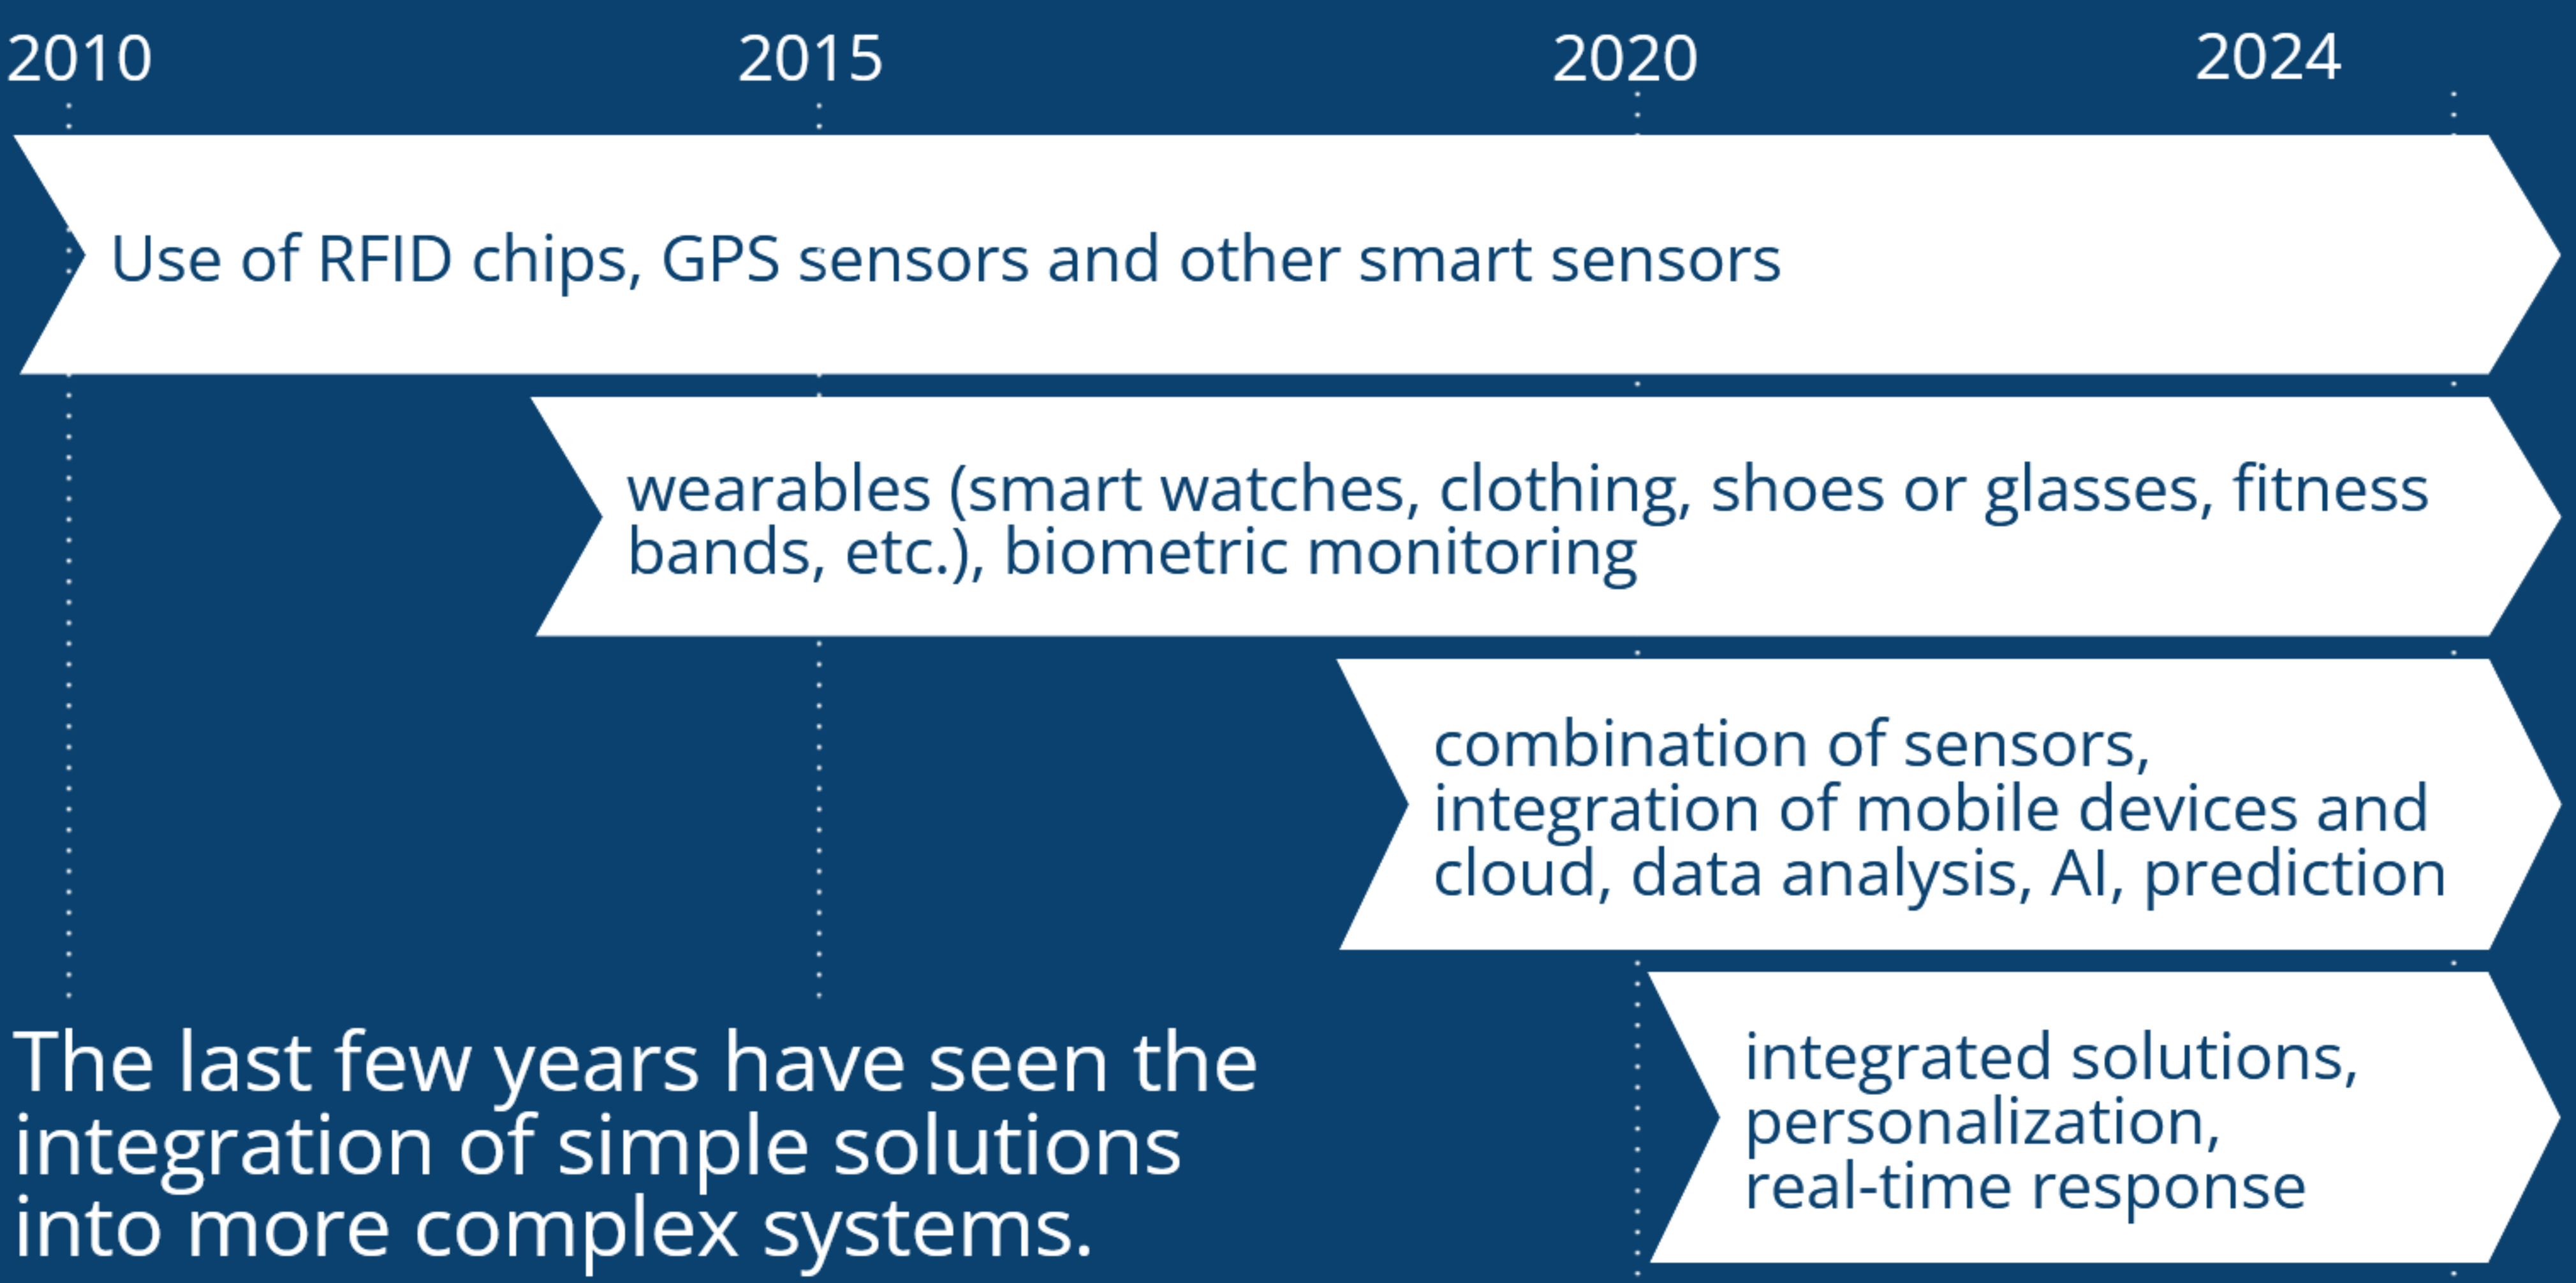 2010
2015
2020
2024
Use of RFID chips, GPS sensors and other smart sensors
wearables (smart watches, clothing, shoes or glasses, fitness
bands, etc.), biometric monitoring
combination of sensors,
integration of mobile devices and
cloud, data analysis, AI, prediction
integrated solutions,
personalization,
real-time response
The last few years have seen the
integration of simple solutions
into more complex systems.